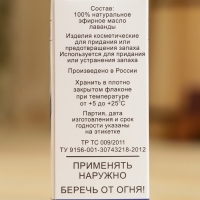 Состав:
100% натуральное
эфирное масло
лаванды
Изделия косметические
для придания или
предотвращения запаха
Используется для придания
или устранения запаха
Произведено в России
Хранить в плотно
закрытом флаконе
при температуре
от +5 до +25°С
Партия, дата
изготовления и срок
годности указаны
на этикетке
ТР ТС 009/2011
ТУ 9156-001-30743218-2012
ПРИМЕНЯТЬ
НАРУЖНО
БЕРЕЧЬ ОТ ОГНЯ!